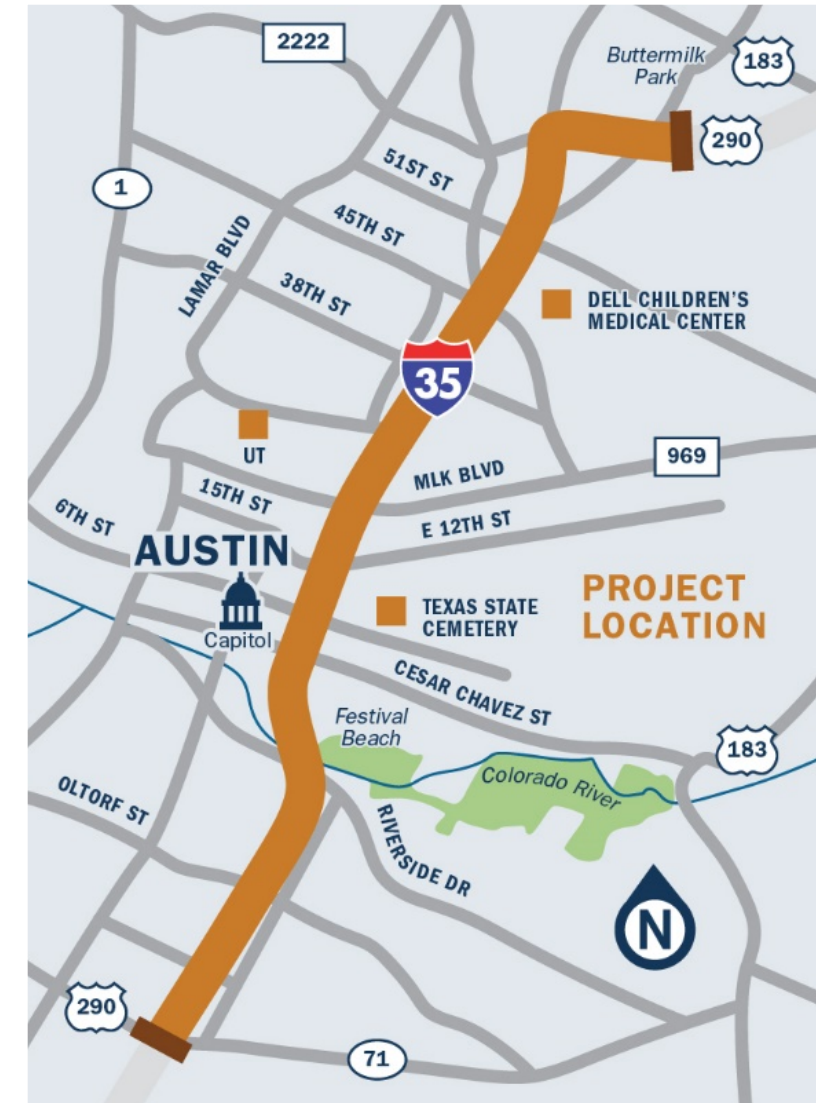 2222
Buttermilk
Park
183
290
51ST ST
1
45TH ST
LAMAR BLVD
38TH ST
DELL CHILDREN'S
MEDICAL CENTER
35
UT
969
MLK BLVD
15TH ST
6TH ST
E 12TH ST
AUSTIN
Capitol
TEXAS STATE
CEMETERY
PROJECT
LOCATION
CESAR CHAVEZ ST
Festival
Beach
183
Colorado River
OLTORF ST
RIVERSIDE DR
N
290
71